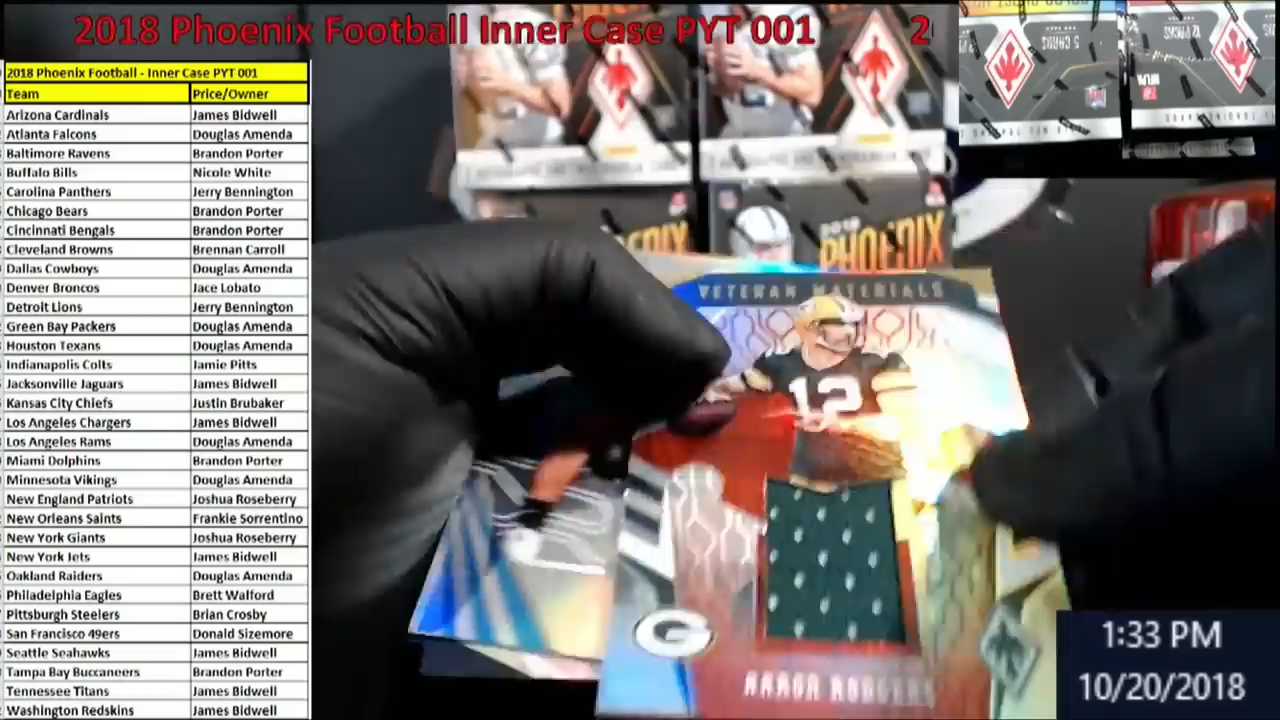 2018 Phoenix Football Inner Case PYT 001 2
2018 Phoenix Football - Inner Case PYT 001
Team Price/Owner
Arizona Cardinals James Bidwell
Atlanta Falcons Douglas Amenda
Baltimore Ravens Brandon Porter
Buffalo Bills Nicole White
Carolina Panthers Jerry Bennington
Chicago Bears Brandon Porter
Cincinnati Bengals Brandon Porter
Cleveland Browns Brennan Carroll
Dallas Cowboys Douglas Amenda
Denver Broncos Jace Lobato
Detroit Lions Jerry Bennington
Green Bay Packers Douglas Amenda
Houston Texans Douglas Amenda
Indianapolis Colts Jamie Pitts
Jacksonville Jaguars James Bidwell
Kansas City Chiefs Justin Brubaker
Los Angeles Chargers James Bidwell
Los Angeles Rams Douglas Amenda
Miami Dolphins Brandon Porter
Minnesota Vikings Douglas Amenda
New England Patriots Joshua Roseberry
New Orleans Saints Frankie Sorrentino
New York Giants Joshua Roseberry
New York Jets James Bidwell
Oakland Raiders Douglas Amenda
Philadelphia Eagles Brett Walford
Pittsburgh Steelers Brian Crosby
San Francisco 49ers Donald Sizemore
Seattle Seahawks James Bidwell
Tampa Bay Buccaneers Brandon Porter
Tennessee Titans James Bidwell
Washington Redskins James Bidwell
5 CARDS
2018
PHOENIX
VETERAN MATERIALS
12
G
AARON RODGERS
1:33 PM
10/20/2018